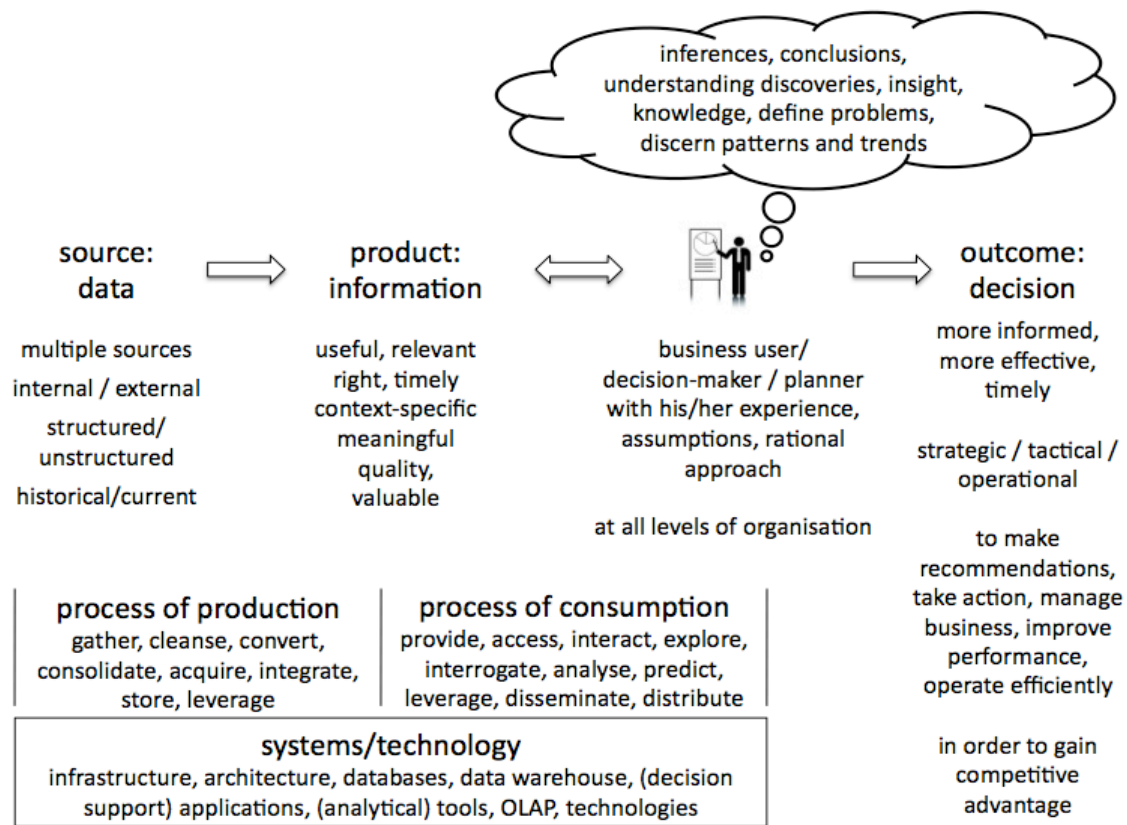 inferences, conclusions,
understanding discoveries, insight,
knowledge, define problems,
discern patterns and trends
source:
data
product:
information
outcome:
decision
multiple sources
internal / external
structured/
unstructured
historical/current
useful, relevant
right, timely
context-specific
meaningful
quality,
valuable
business user/
decision-maker / planner
with his/her experience,
assumptions, rational
approach
at all levels of organisation
more informed,
more effective,
timely
strategic / tactical /
operational
to make
recommendations,
take action, manage
business, improve
performance,
operate efficiently
in order to gain
competitive
advantage
process of production
gather, cleanse, convert,
consolidate, acquire, integrate,
store, leverage
process of consumption
provide, access, interact, explore,
interrogate, analyse, predict,
leverage, disseminate, distribute
systems/technology
infrastructure, architecture, databases, data warehouse, (decision
support) applications, (analytical) tools, OLAP, technologies